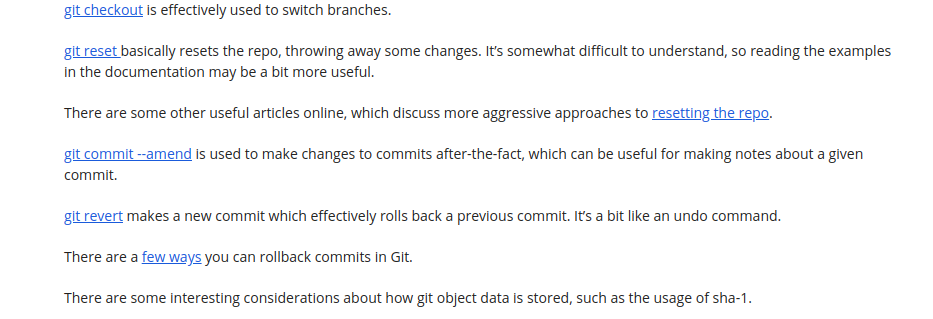 git checkout is effectively used to switch branches.
git reset basically resets the repo, throwing away some changes. It’s somewhat difficult to understand, so reading the examples
in the documentation may be a bit more useful.
There are some other useful articles online, which discuss more aggressive approaches to resetting the repo.
git commit --amend is used to make changes to commits after-the-fact, which can be useful for making notes about a given
commit.
git revert makes a new commit which effectively rolls back a previous commit. It’s a bit like an undo command.
There are a few ways you can rollback commits in Git.
There are some interesting considerations about how git object data is stored, such as the usage of sha-1.